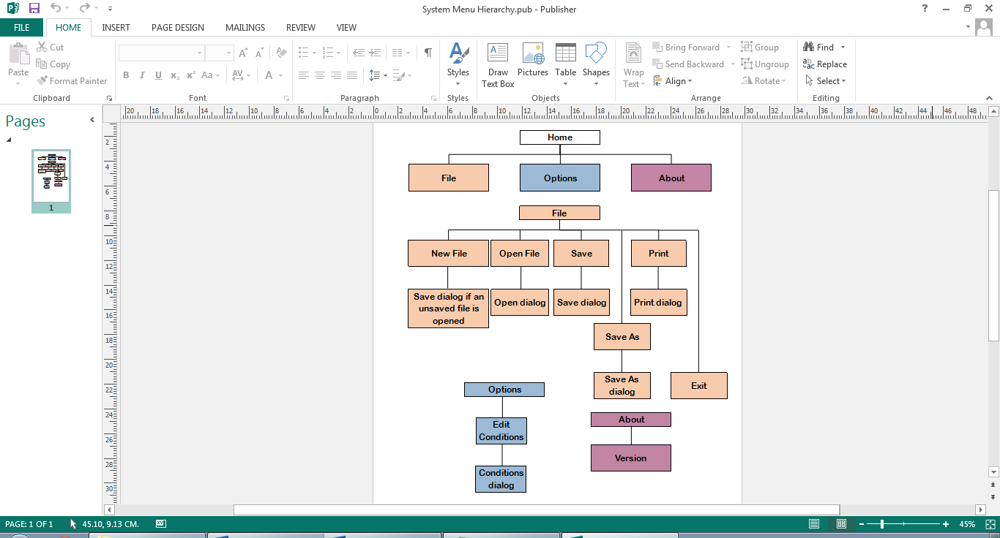 System Menu Hierarchy.pub - Publisher
?
FILE HOME INSERT PAGE DESIGN MAILINGS REVIEW VIEW
Paste
Cut
Copy
Format Painter
Clipboard
B I U x₂ x² Aa AV A
Font
¶
Paragraph
Styles
Styles
Draw
Text Box
Pictures
Table
Shapes
Objects
Wrap
Text
Bring Forward
Send Backward
Align
Group
Ungroup
Rotate
Arrange
Find
Replace
Select
Editing
Pages
1
20 18 16 14 12 10 8 6 4 2 0 2 4 6 8 10 12 14 16 18 20 22 24 26 28 30 32 34 36 38 40 42 44 46 48
2
4
6
8
10
12
14
16
18
20
22
24
26
28
30
Home
File
Options
About
File
New File
Open File
Save
Print
Save dialog if an
unsaved file is
opened
Open dialog
Save dialog
Print dialog
Save As
Save As
dialog
Exit
Options
Edit
Conditions
Conditions
dialog
About
Version
PAGE: 1 OF 1
45.10, 9.13 CM.
45%